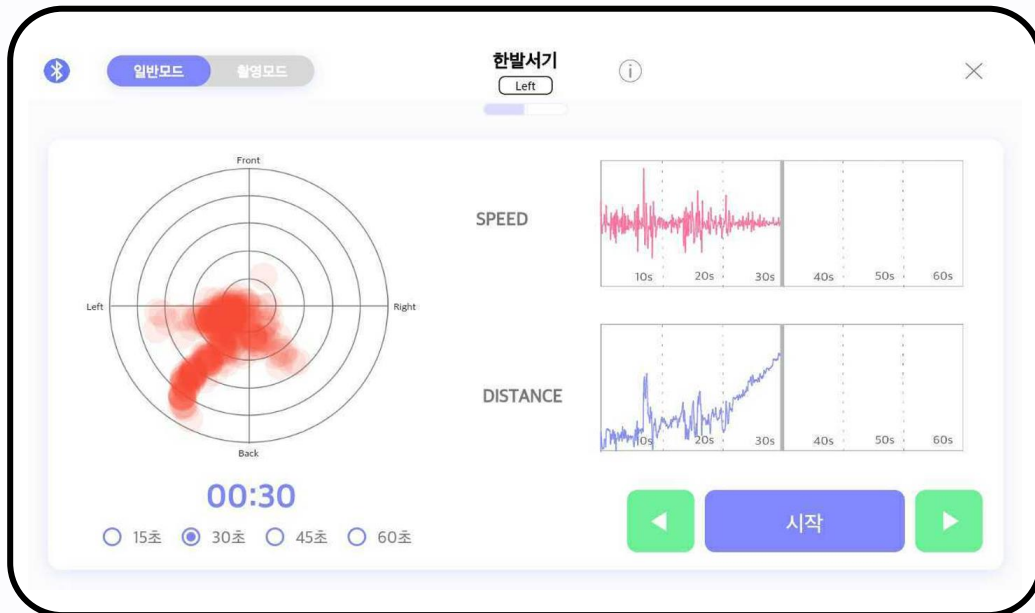 일반모드
촬영모드
한발서기
Left
Front
Left
Right
Back
SPEED
10s 20s 30s 40s 50s 60s
DISTANCE
10s 20s 30s 40s 50s 60s
00:30
15초 30초 45초 60초
시작